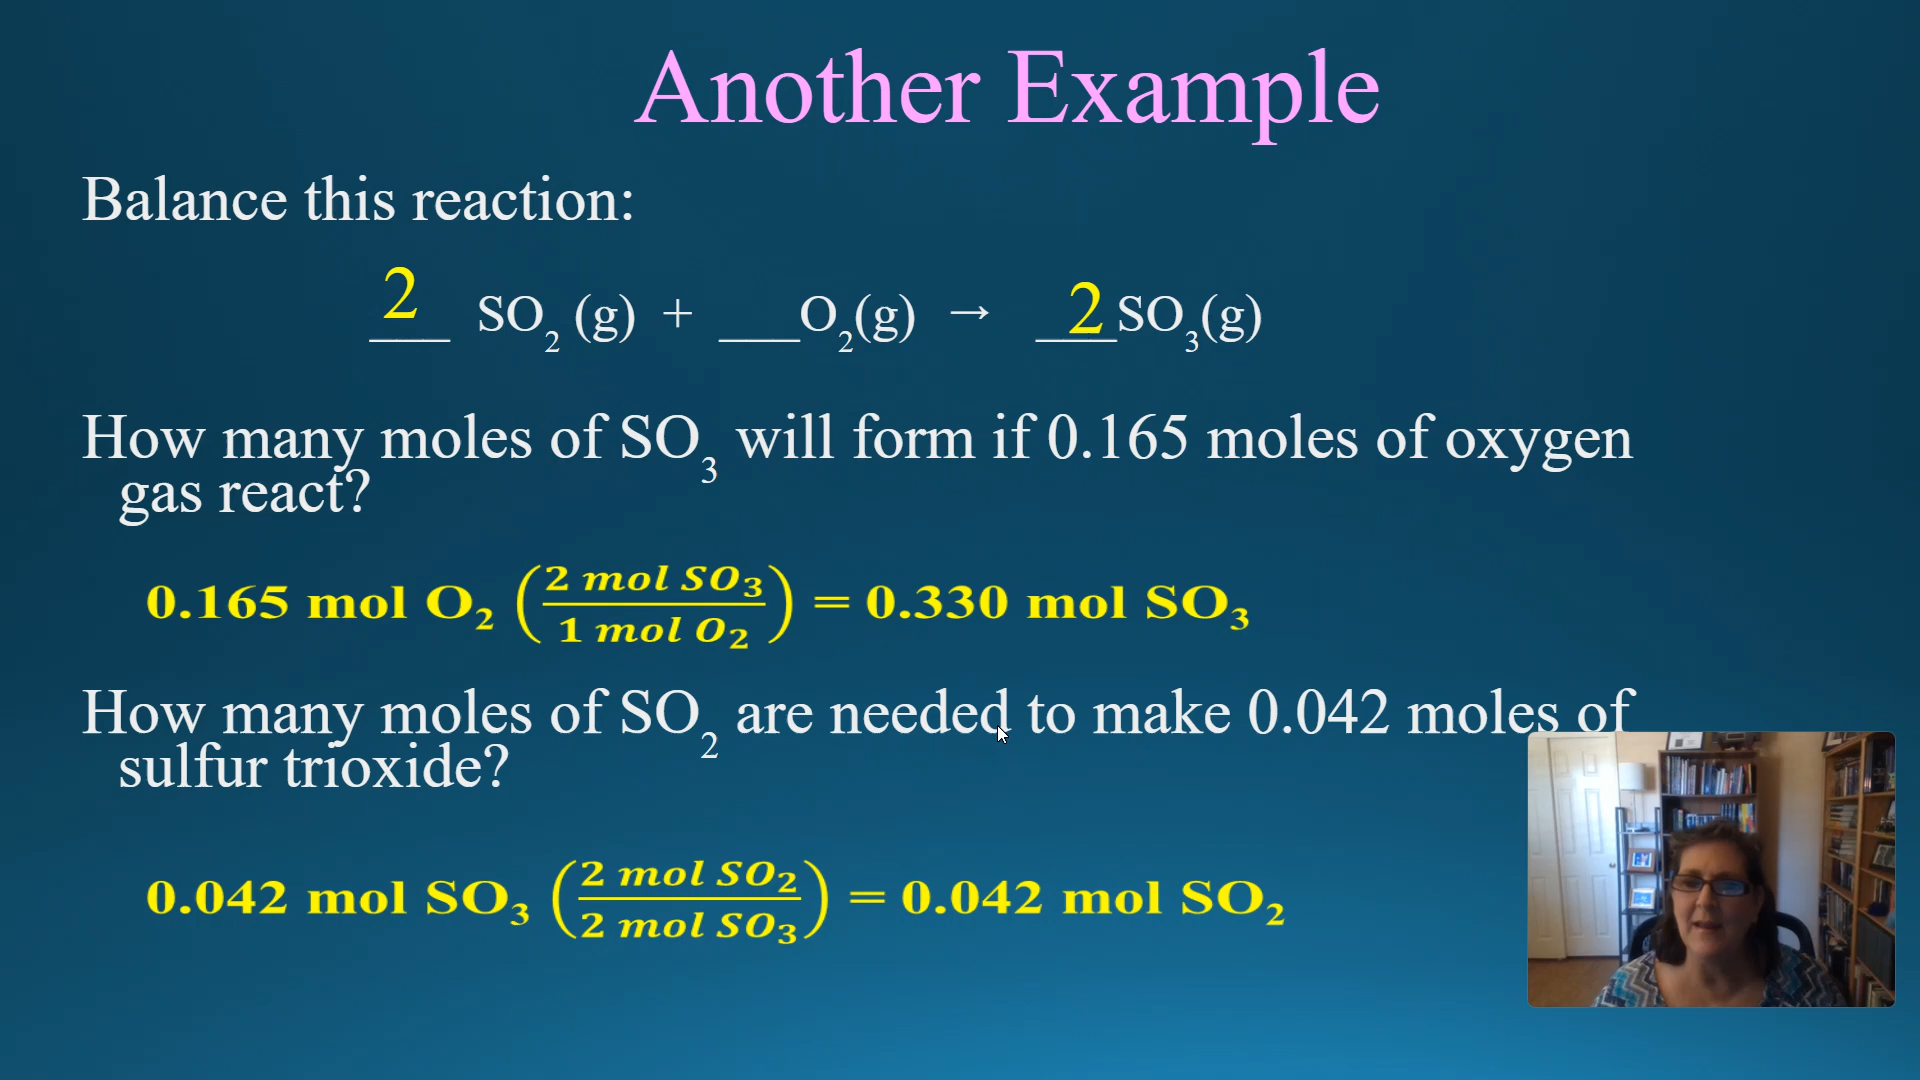 Another Example
Balance this reaction:
2 SO2 (g) + ___O2(g) → 2 SO3(g)
How many moles of SO3 will form if 0.165 moles of oxygen
gas react?
0.165 mol O2 (2 mol SO3 / 1 mol O2) = 0.330 mol SO3
How many moles of SO2 are needed to make 0.042 moles of
sulfur trioxide?
0.042 mol SO3 (2 mol SO2 / 2 mol SO3) = 0.042 mol SO2